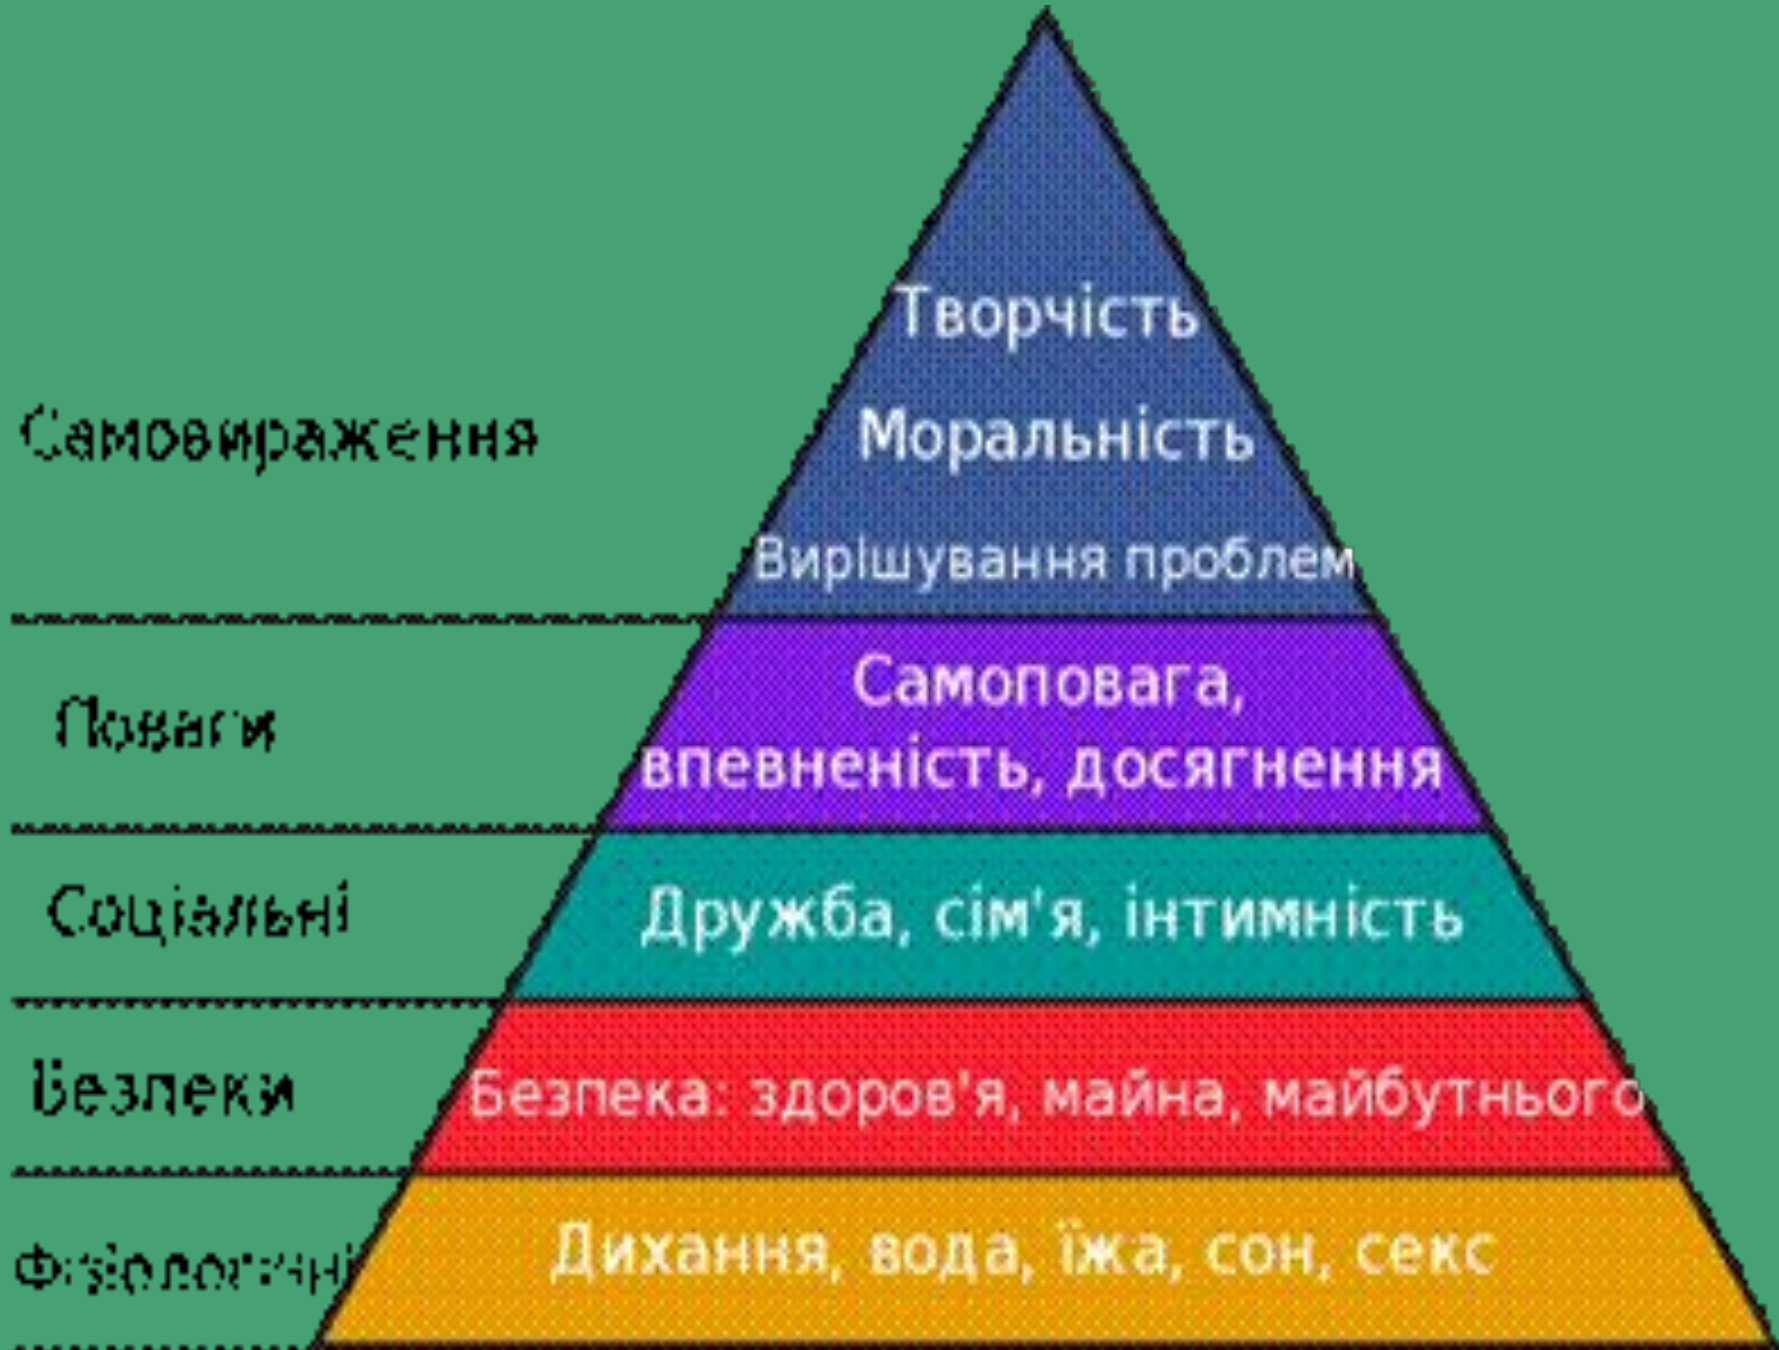 Творчість
Самовираження
Моральність
Вирішування проблем
Поваги
Самоповага,
впевненість, досягнення
Соціальні
Дружба, сім'я, інтимність
Безпеки
Безпека: здоров'я, майна, майбутнього
Фізіологічні
Дихання, вода, їжа, сон, секс